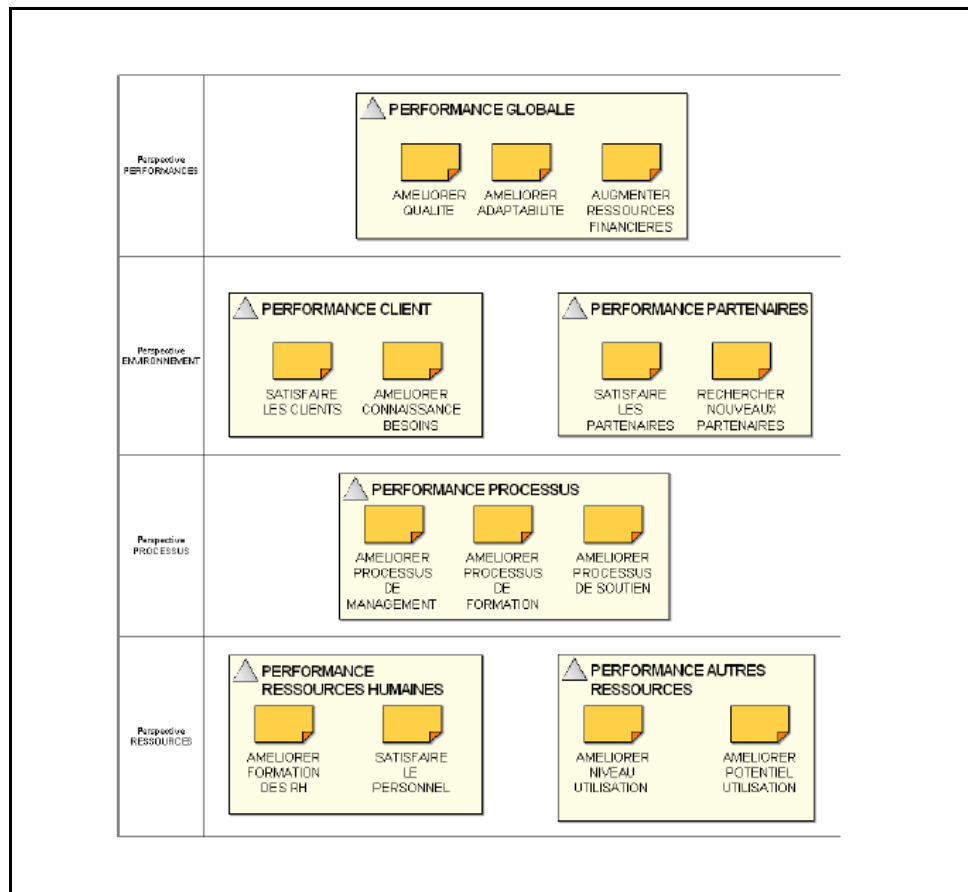 Perspective
PERFORMANCES
PERFORMANCE GLOBALE
AMELIORER
QUALITE
AMELIORER
ADAPTABILITE
AUGMENTER
RESSOURCES
FINANCIERES
Perspective
ENVIRONNEMENT
PERFORMANCE CLIENT
SATISFAIRE
LES CLIENTS
AMELIORER
CONNAISSANCE
BESOINS
PERFORMANCE PARTENAIRES
SATISFAIRE
LES
PARTENAIRES
RECHERCHER
NOUVEAUX
PARTENAIRES
Perspective
PROCESSUS
PERFORMANCE PROCESSUS
AMELIORER
PROCESSUS
DE
MANAGEMENT
AMELIORER
PROCESSUS
DE
FORMATION
AMELIORER
PROCESSUS
DE SOUTIEN
Perspective
RESSOURCES
PERFORMANCE
RESSOURCES HUMAINES
AMELIORER
FORMATION
DES RH
SATISFAIRE
LE
PERSONNEL
PERFORMANCE AUTRES
RESSOURCES
AMELIORER
NIVEAU
UTILISATION
AMELIORER
POTENTIEL
UTILISATION